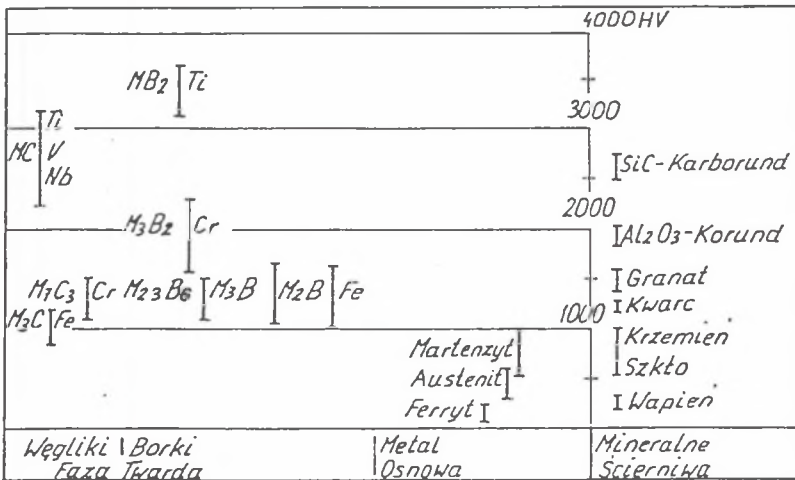 4000HV
MB2 Ti
3000
Ti
MC V
Nb
SiC-Karborund
2000
M3B2 Cr
Al2O3-Korund
M7C3 Cr M23B6 M3B M2B Fe
Granat
Kwarc
M3C Fe
1000
Krzemien
Martenzyt
Szkło
Austenit
Wapien
Ferryt
Węgliki \ Borki
Faza Twarda
Metal
Osnowa
Mineralne
Ścierniwa